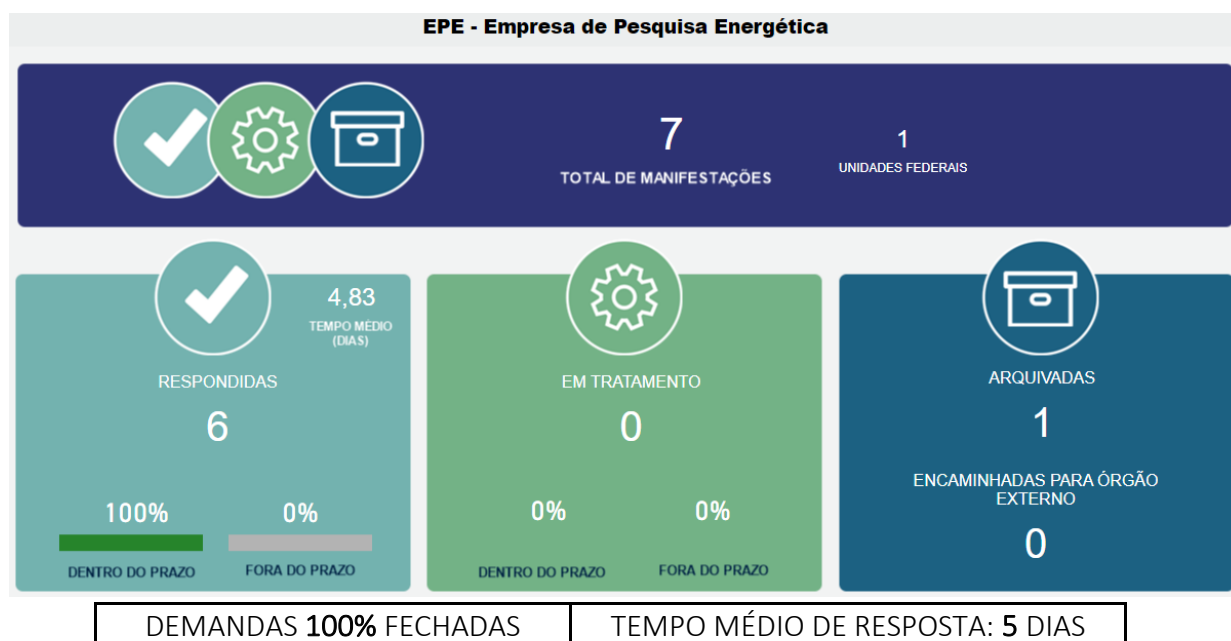 EPE - Empresa de Pesquisa Energética
7
TOTAL DE MANIFESTAÇÕES
1
UNIDADES FEDERAIS
4,83
TEMPO MÉDIO
(DIAS)
RESPONDIDAS
6
100%
0%
DENTRO DO PRAZO
FORA DO PRAZO
EM TRATAMENTO
0
0%
0%
DENTRO DO PRAZO
FORA DO PRAZO
ARQUIVADAS
1
ENCAMINHADAS PARA ÓRGÃO
EXTERNO
0
DEMANDAS 100% FECHADAS
TEMPO MÉDIO DE RESPOSTA: 5 DIAS